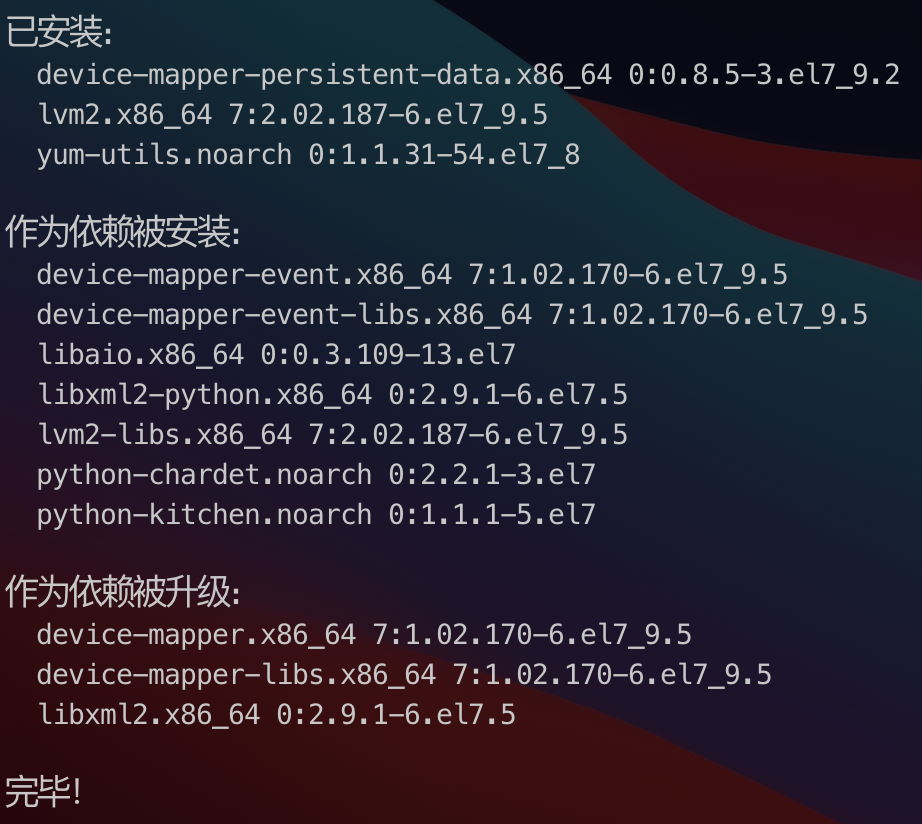 已安装:
device-mapper-persistent-data.x86_64 0:0.8.5-3.el7_9.2
lvm2.x86_64 7:2.02.187-6.el7_9.5
yum-utils.noarch 0:1.1.31-54.el7_8
作为依赖被安装:
device-mapper-event.x86_64 7:1.02.170-6.el7_9.5
device-mapper-event-libs.x86_64 7:1.02.170-6.el7_9.5
libaio.x86_64 0:0.3.109-13.el7
libxml2-python.x86_64 0:2.9.1-6.el7.5
lvm2-libs.x86_64 7:2.02.187-6.el7_9.5
python-chardet.noarch 0:2.2.1-3.el7
python-kitchen.noarch 0:1.1.1-5.el7
作为依赖被升级:
device-mapper.x86_64 7:1.02.170-6.el7_9.5
device-mapper-libs.x86_64 7:1.02.170-6.el7_9.5
libxml2.x86_64 0:2.9.1-6.el7.5
完毕!